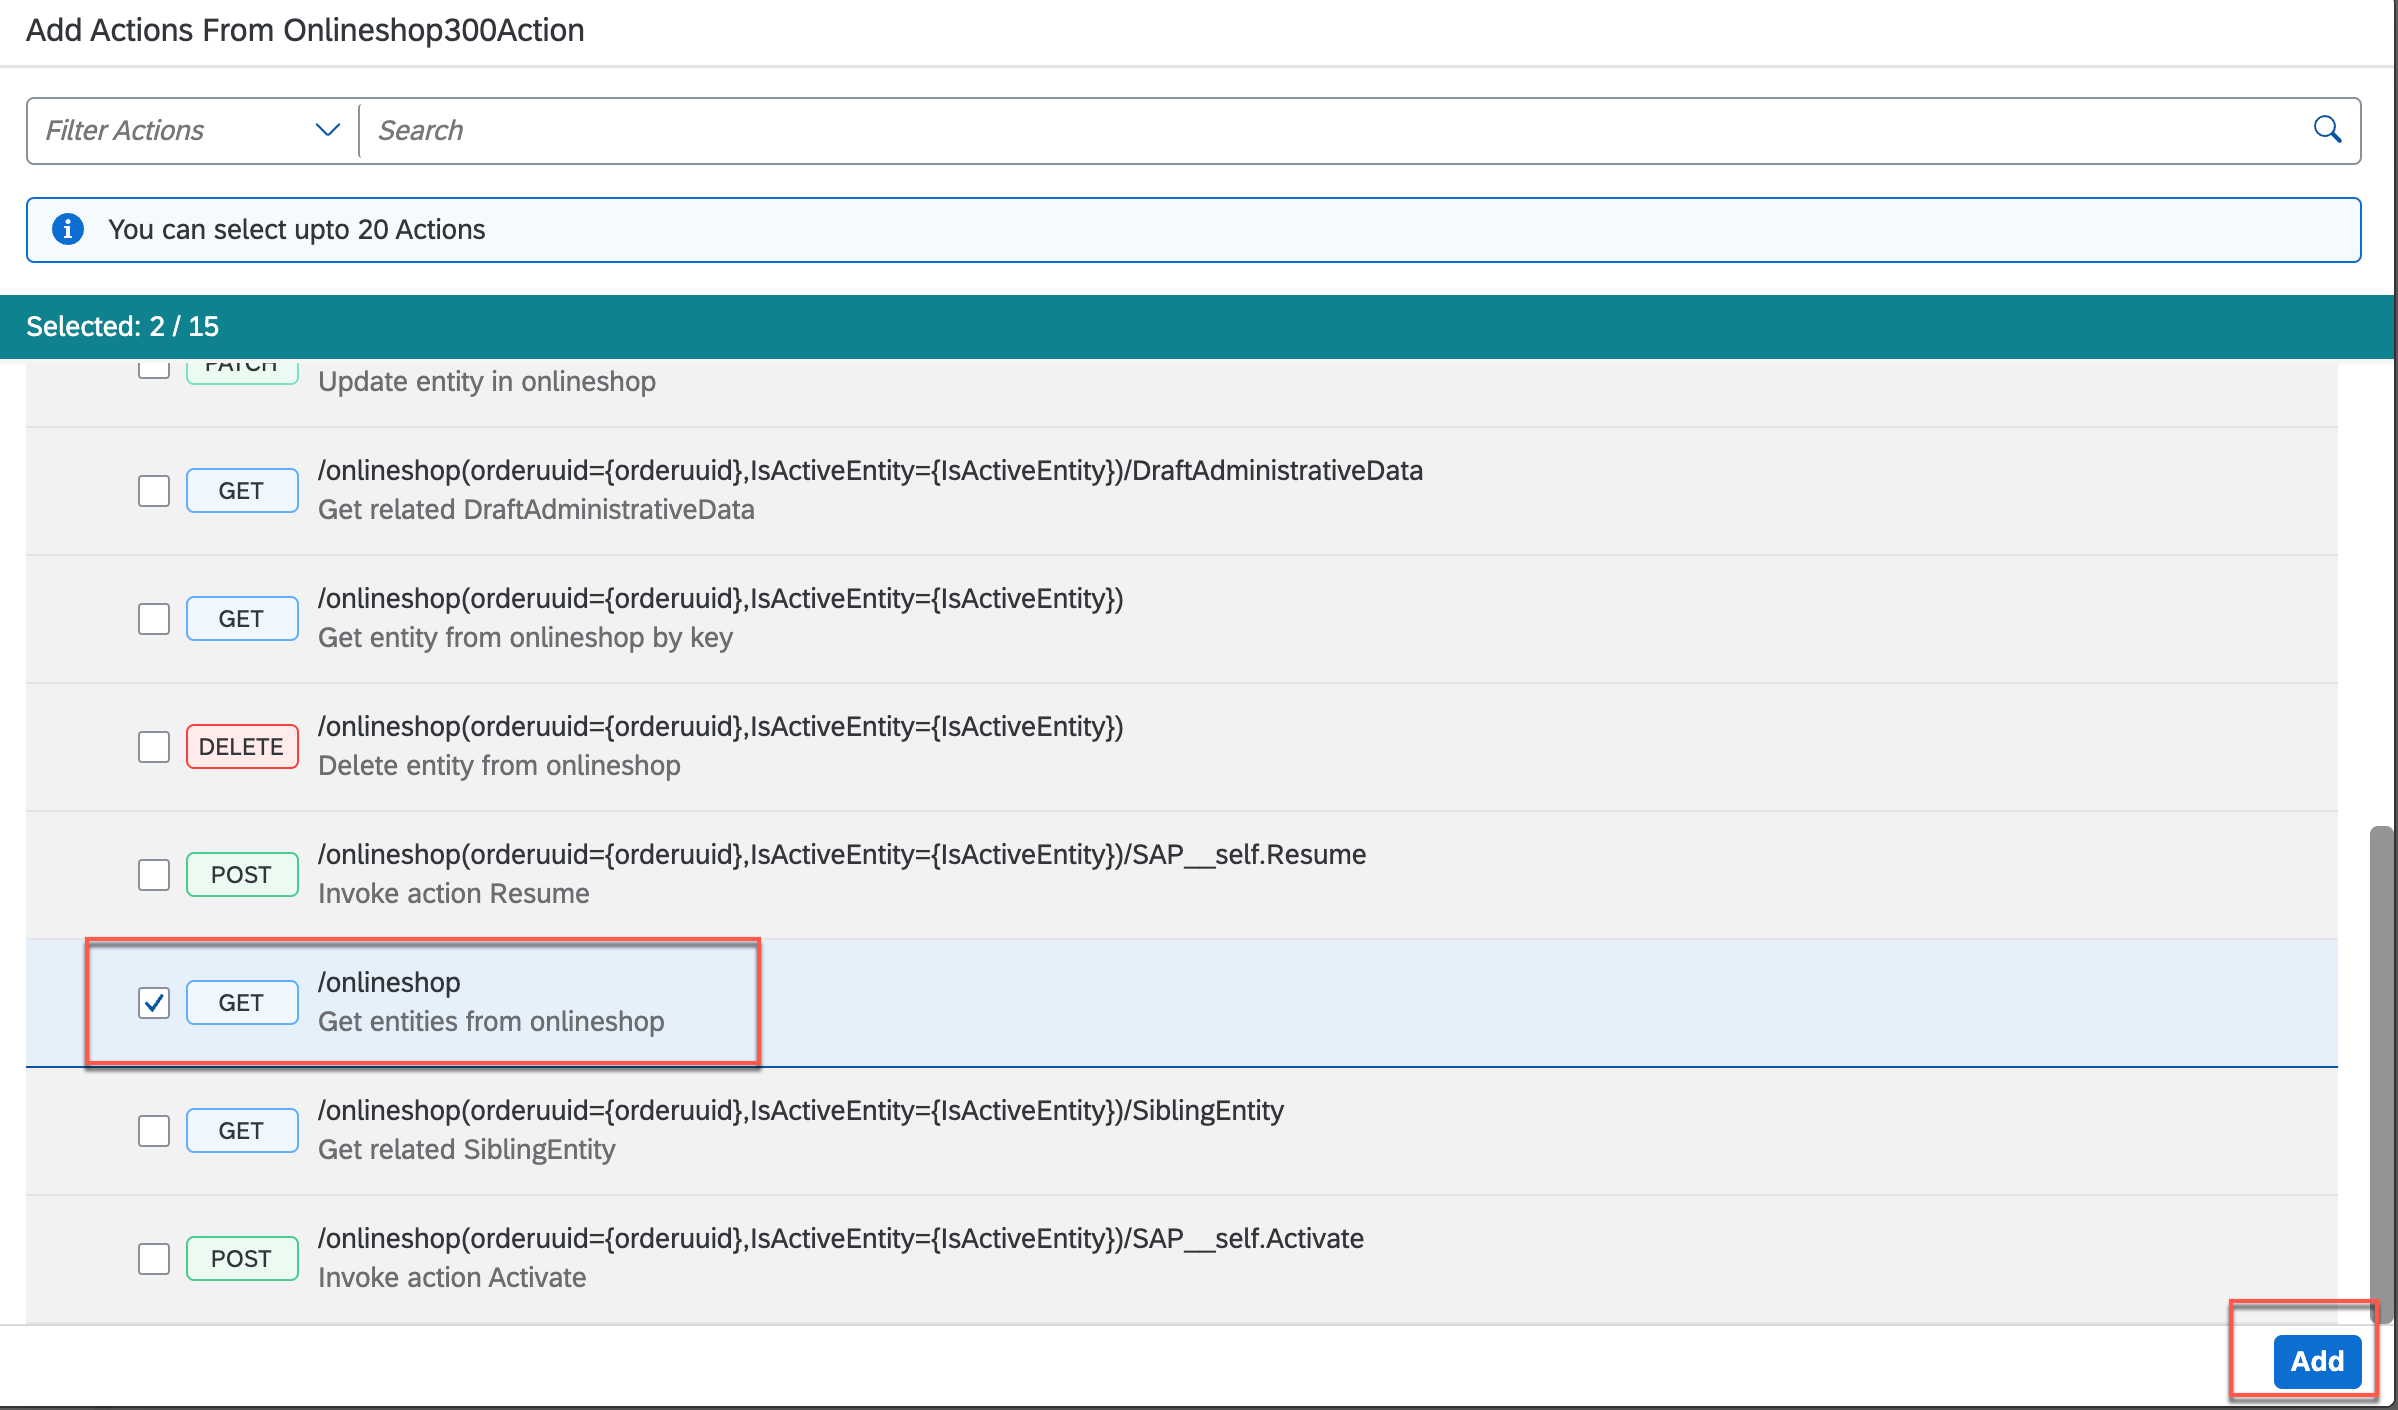 Add Actions From Onlineshop300Action
Filter Actions
Search
You can select upto 20 Actions
Selected: 2 / 15
PATCH
Update entity in onlineshop
GET
/onlineshop(orderuuid={orderuuid},IsActiveEntity={IsActiveEntity})/DraftAdministrativeData
Get related DraftAdministrativeData
GET
/onlineshop(orderuuid={orderuuid},IsActiveEntity={IsActiveEntity})
Get entity from onlineshop by key
DELETE
/onlineshop(orderuuid={orderuuid},IsActiveEntity={IsActiveEntity})
Delete entity from onlineshop
POST
/onlineshop(orderuuid={orderuuid},IsActiveEntity={IsActiveEntity})/SAP__self.Resume
Invoke action Resume
GET
/onlineshop
Get entities from onlineshop
GET
/onlineshop(orderuuid={orderuuid},IsActiveEntity={IsActiveEntity})/SiblingEntity
Get related SiblingEntity
POST
/onlineshop(orderuuid={orderuuid},IsActiveEntity={IsActiveEntity})/SAP__self.Activate
Invoke action Activate
Add